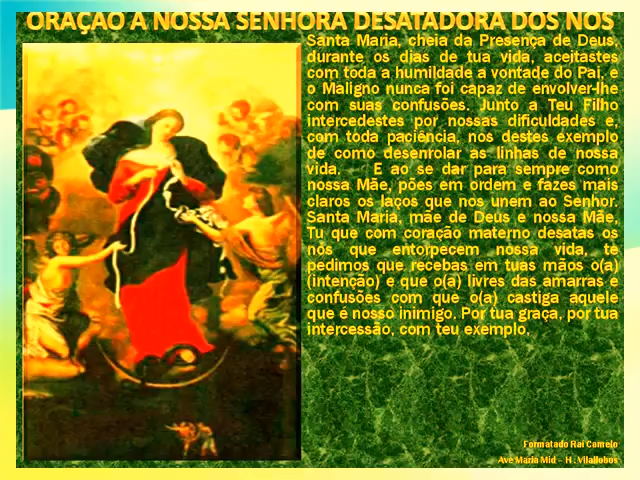 ORAÇÃO A NOSSA SENHORA DESATADORA DOS NÓS
Santa Maria, cheia da Presença de Deus,
durante os dias de tua vida, aceitastes
com toda a humildade a vontade do Pai, e
o Maligno nunca foi capaz de envolver-lhe
com suas confusões. Junto a Teu Filho
intercedestes por nossas dificuldades e,
com toda paciência, nos destes exemplo
de como desenrolar as linhas de nossa
vida. E ao se dar para sempre como
nossa Mãe, pões em ordem e fazes mais
claros os laços que nos unem ao Senhor.
Santa Maria, mãe de Deus e nossa Mãe,
Tu que com coração materno desatas os
nós que entorpecem nossa vida, te
pedimos que recebas em tuas mãos o(a)
(intenção) e que o(a) livres das amarras e
confusões com que o(a) castiga aquele
que é nosso inimigo. Por tua graça, por tua
intercessão, com teu exemplo.
Formatado Rai Camelo
Ave Maria Mid - H. Vilallobos